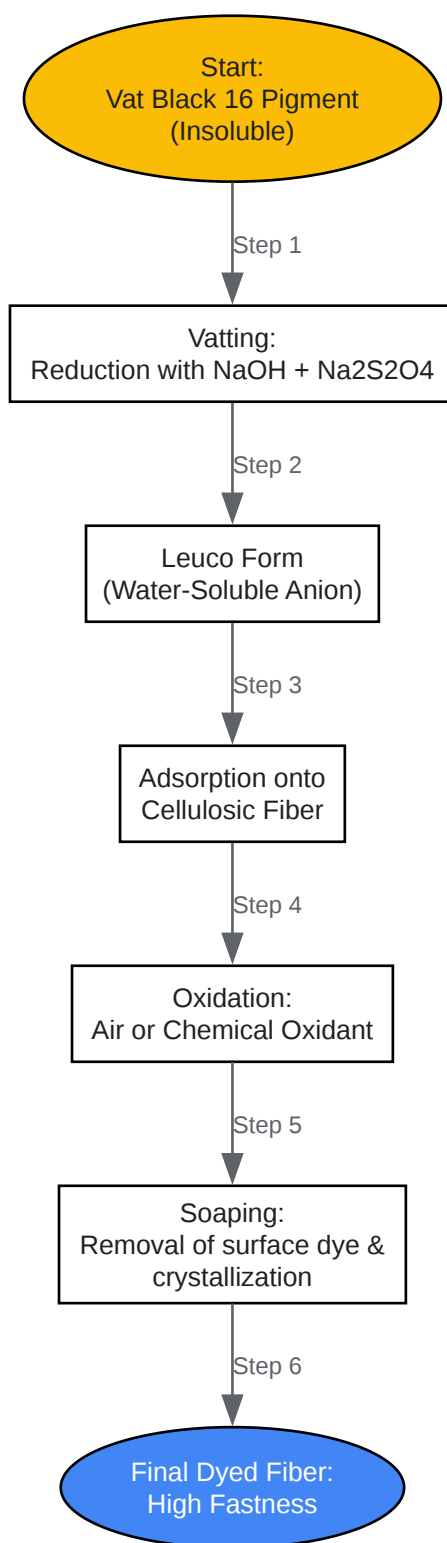 Start:
Vat Black 16 Pigment
(Insoluble)
Step 1
Vatting:
Reduction with NaOH + Na2S2O4
Step 2
Leuco Form
(Water-Soluble Anion)
Step 3
Adsorption onto
Cellulosic Fiber
Step 4
Oxidation:
Air or Chemical Oxidant
Step 5
Soaping:
Removal of surface dye &
crystallization
Step 6
Final Dyed Fiber:
High Fastness